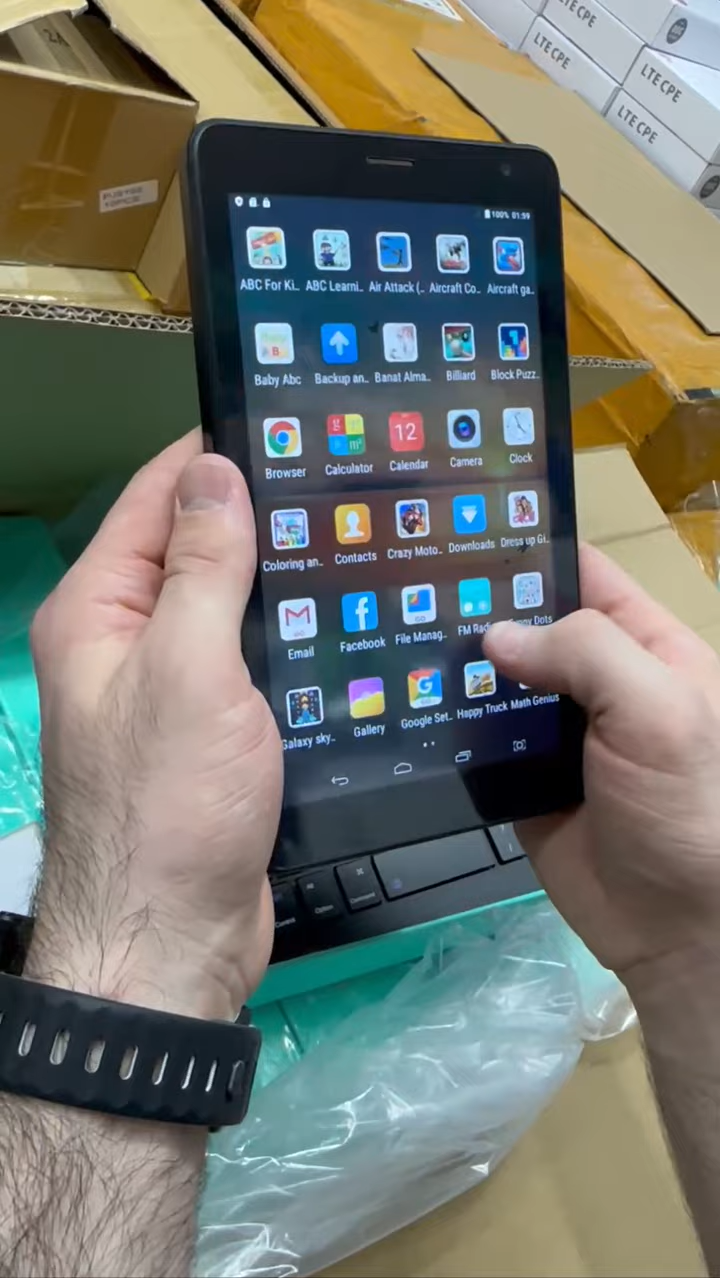 LTE CPE
LTE CPE
LTE CPE
LTE CPE
100% 01:59
ABC For Ki..
ABC Learni..
Air Attack (..
Aircraft Co..
Aircraft ga..
Baby Abc
Backup an..
Banat Alma..
Billiard
Block Puzz..
Browser
Calculator
12
Calendar
Camera
Clock
Coloring an..
Contacts
Crazy Moto..
Downloads
Dress up Gi..
Email
Facebook
File Manag..
Dots
Galaxy sky..
Gallery
Google Set..
Happy Truck
Math Genius